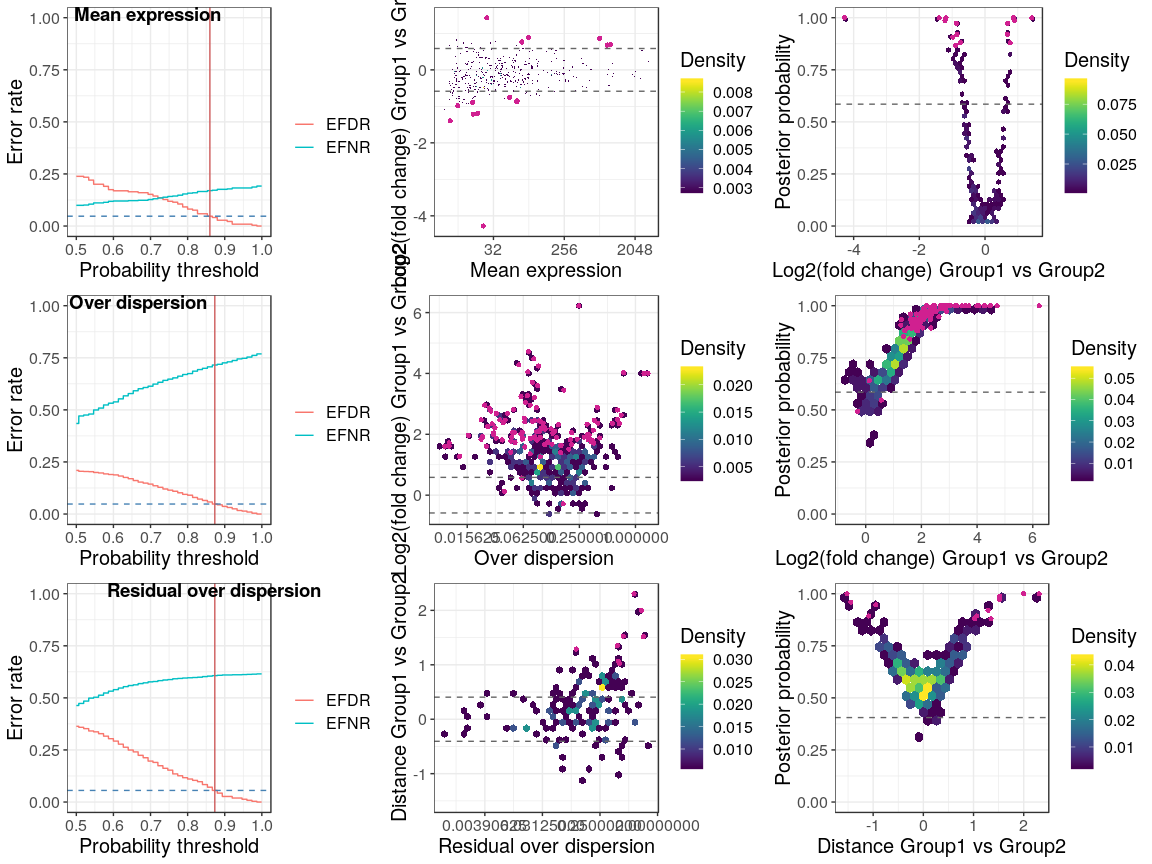 Mean expression
Error rate
1.00
0.75
0.50
0.25
0.00
0.5 0.6 0.7 0.8 0.9 1.0
Probability threshold
EFDR
EFNR
Log2(fold change) Group1 vs Gr
0
-2
-4
32 256 2048
Mean expression
Density
0.008
0.007
0.006
0.005
0.004
0.003
Posterior probability
1.00
0.75
0.50
0.25
0.00
-4 -2 0
Log2(fold change) Group1 vs Group2
Density
0.075
0.050
0.025
Over dispersion
Error rate
1.00
0.75
0.50
0.25
0.00
0.5 0.6 0.7 0.8 0.9 1.0
Probability threshold
EFDR
EFNR
Log2(fold change) Group1 vs Group2
6
4
2
0
0.015625 0.062500 0.250000 1.000000
Over dispersion
Density
0.020
0.015
0.010
0.005
Posterior probability
1.00
0.75
0.50
0.25
0.00
0 2 4 6
Log2(fold change) Group1 vs Group2
Density
0.05
0.04
0.03
0.02
0.01
Residual over dispersion
Error rate
1.00
0.75
0.50
0.25
0.00
0.5 0.6 0.7 0.8 0.9 1.0
Probability threshold
EFDR
EFNR
Distance Group1 vs Group2
2
1
0
-1
Residual over dispersion
Density
0.030
0.025
0.020
0.015
0.010
Posterior probability
1.00
0.75
0.50
0.25
0.00
-1 0 1 2
Distance Group1 vs Group2
Density
0.04
0.03
0.02
0.01